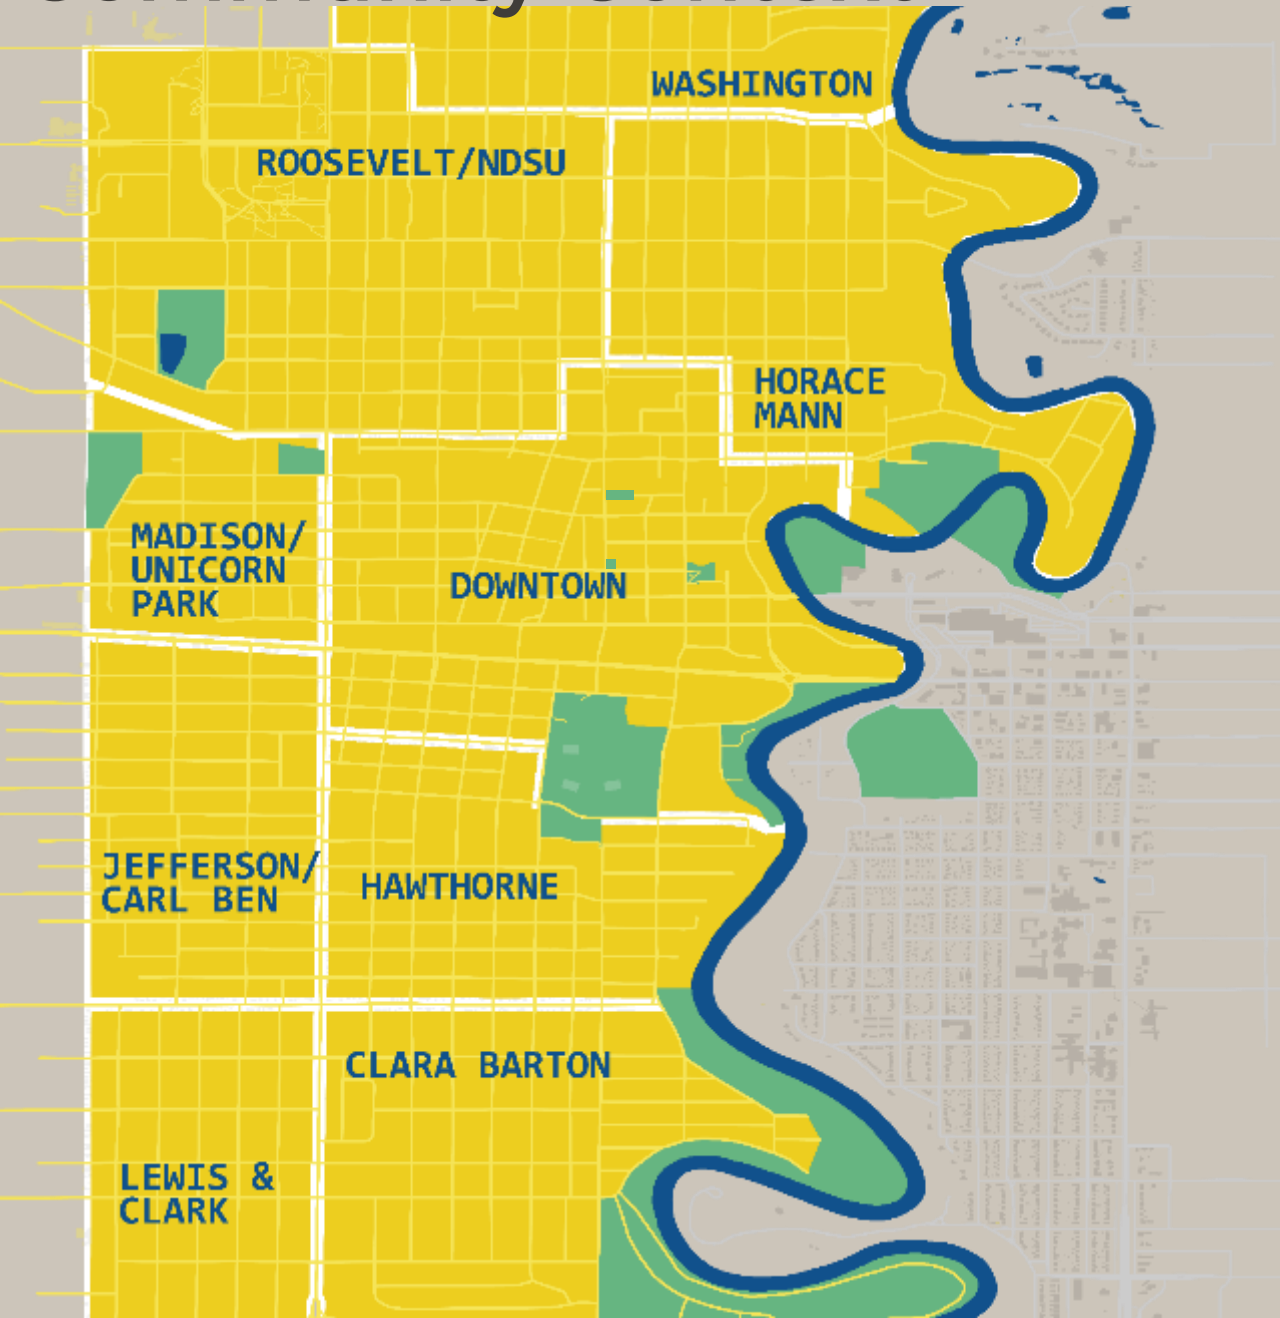 WASHINGTON
ROOSEVELT/NDSU
HORACE
MANN
MADISON/
UNICORN
PARK
DOWNTOWN
JEFFERSON/
CARL BEN
HAWTHORNE
CLARA BARTON
LEWIS &
CLARK